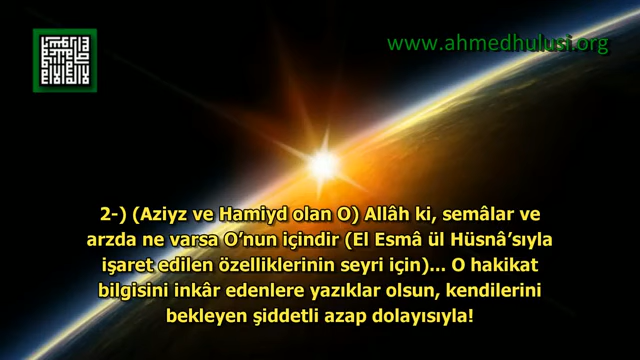 www.ahmedhulusi.org
2-) (Aziyz ve Hamiyd olan O) Allâh ki, semâlar ve
arzda ne varsa O’nun içindir (El Esmâ ül Hüsnâ’sıyla
işaret edilen özelliklerinin seyri için)... O hakikat
bilgisini inkâr edenlere yazıklar olsun, kendilerini
bekleyen şiddetli azap dolayısıyla!